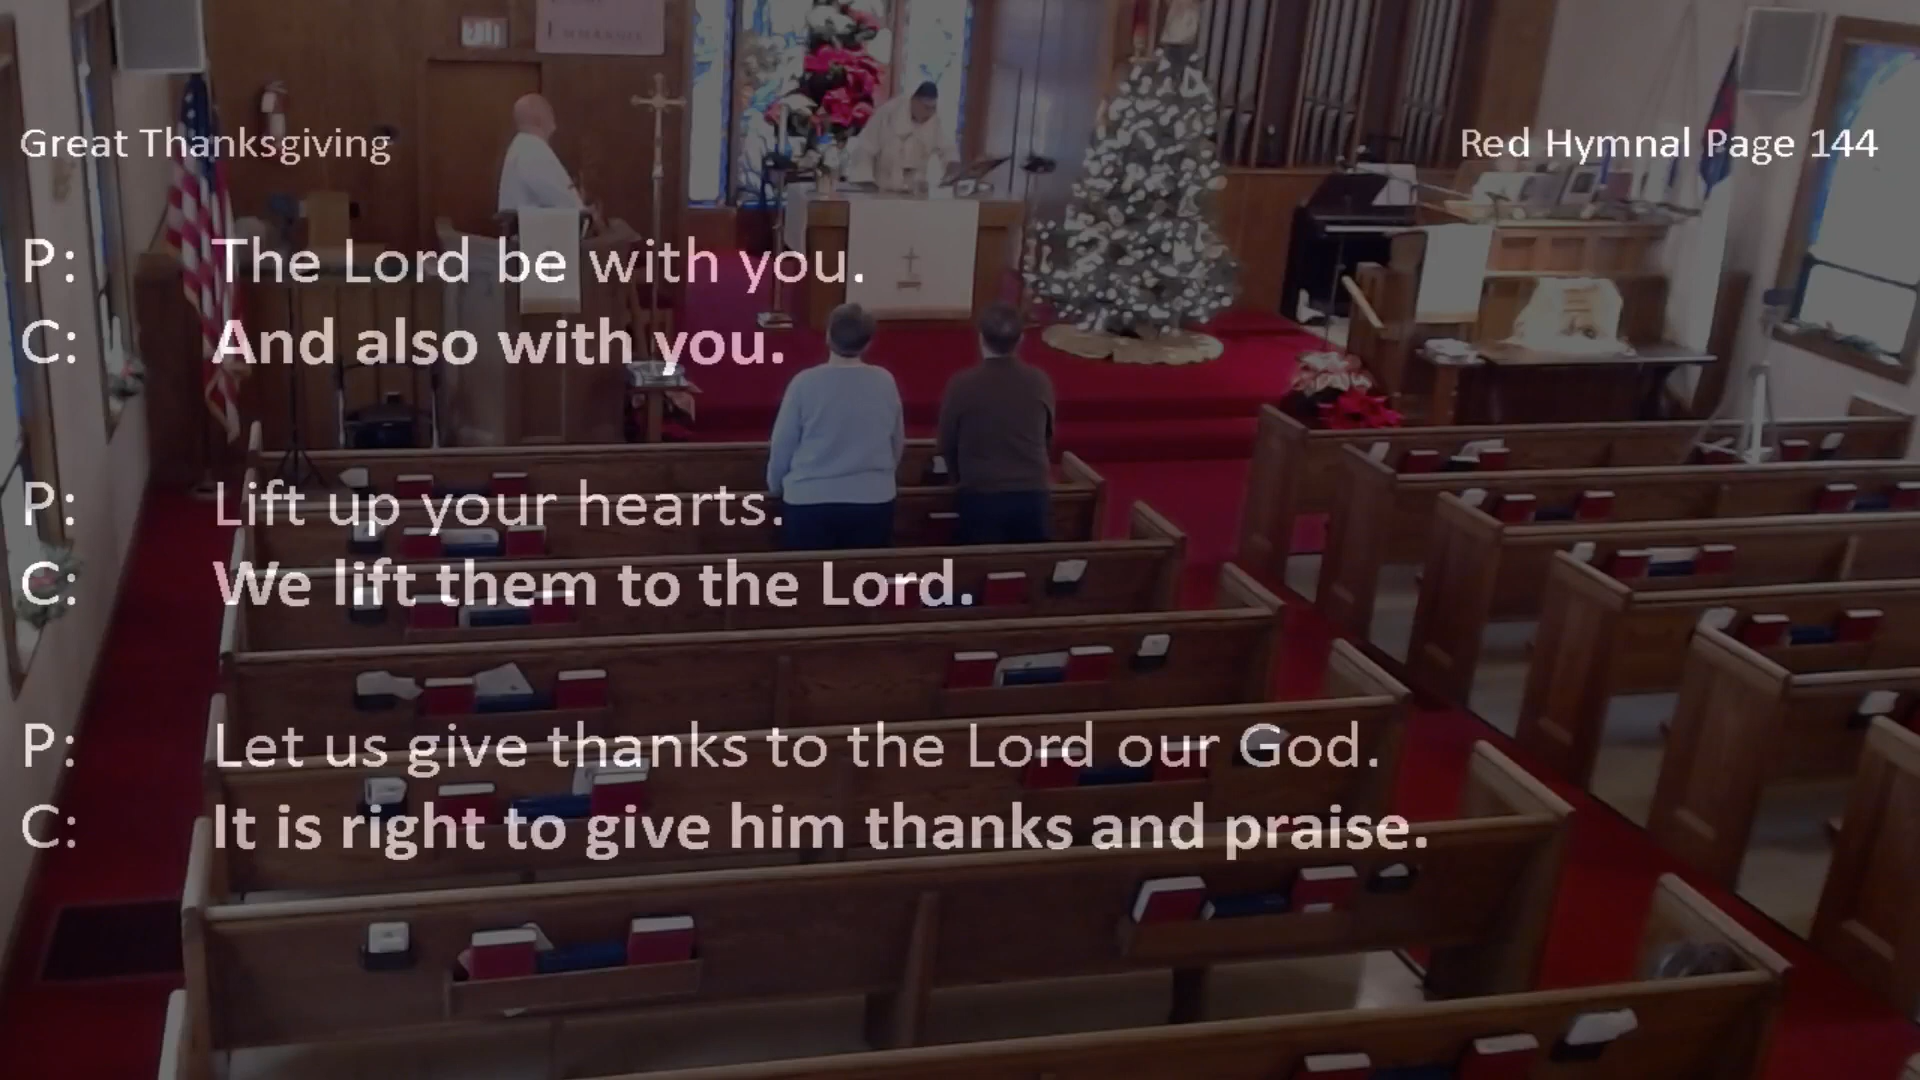 Great Thanksgiving
Red Hymnal Page 144
P: The Lord be with you.
C: And also with you.
P: Lift up your hearts.
C: We lift them to the Lord.
P: Let us give thanks to the Lord our God.
C: It is right to give him thanks and praise.